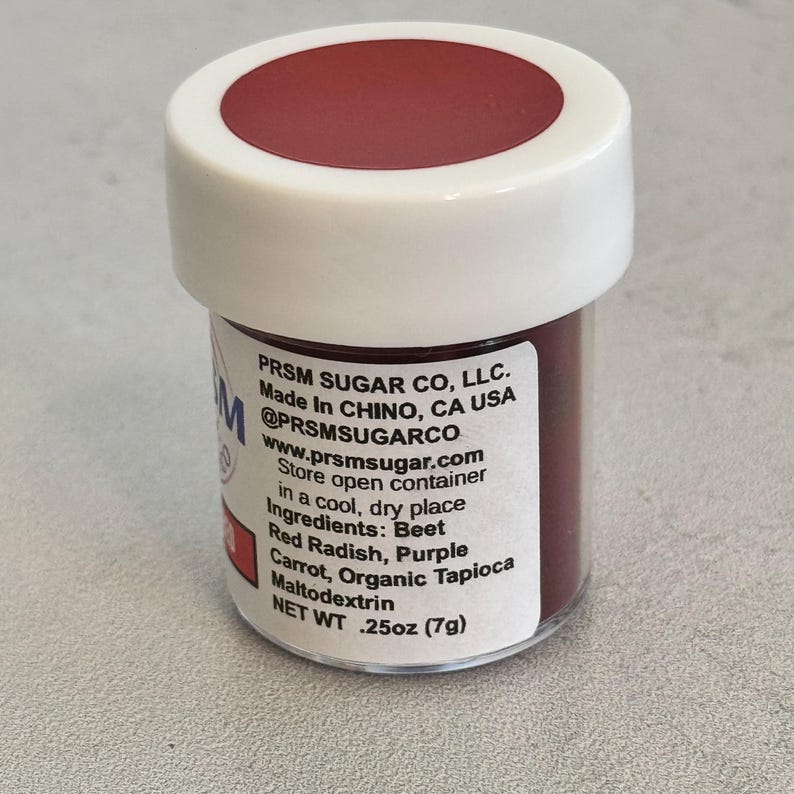 PRSM SUGAR CO, LLC.
Made In CHINO, CA USA
@PRSMSUGARCO
www.prsmsugar.com
Store open container
in a cool, dry place
Ingredients: Beet
Red Radish, Purple
Carrot, Organic Tapioca
Maltodextrin
NET WT .25oz (7g)